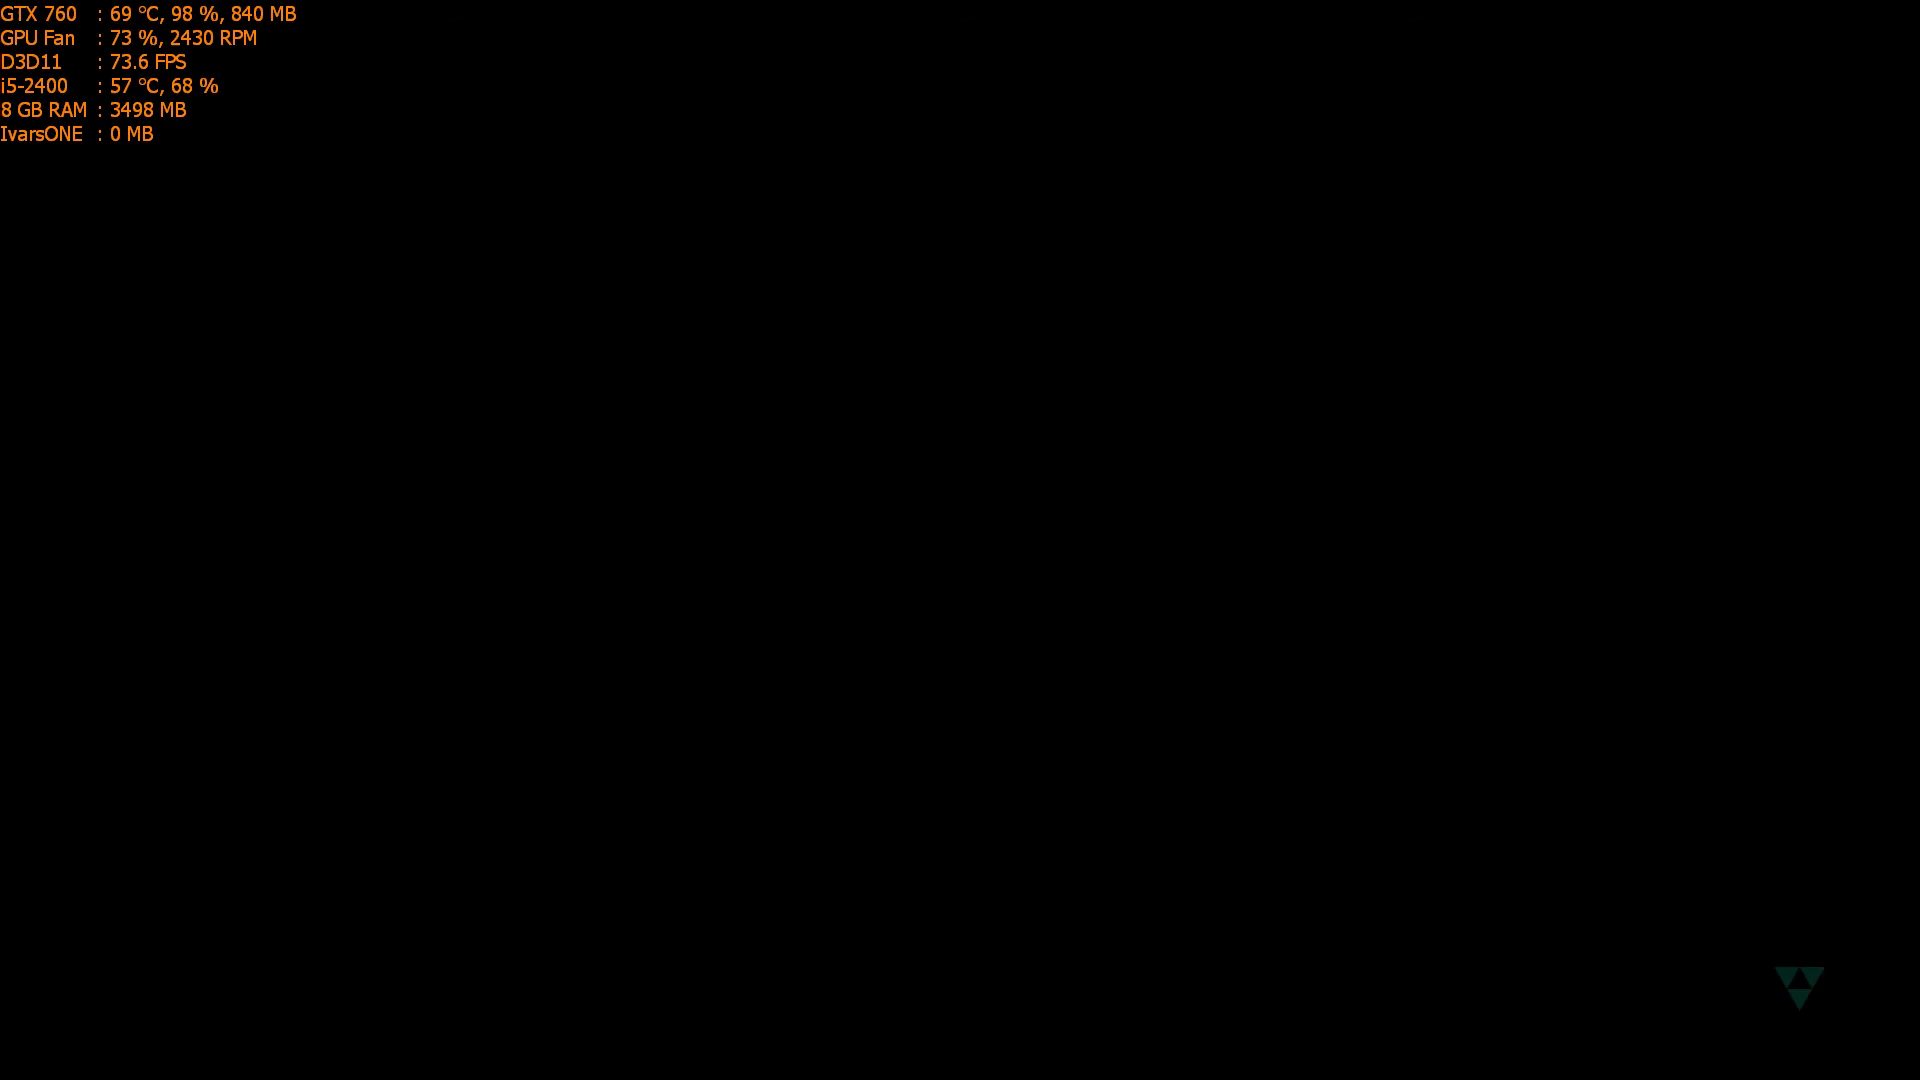 GTX 760 : 69 °C, 98 %, 840 MB
GPU Fan : 73 %, 2430 RPM
D3D11 : 73.6 FPS
i5-2400 : 57 °C, 68 %
8 GB RAM : 3498 MB
IvarsONE : 0 MB